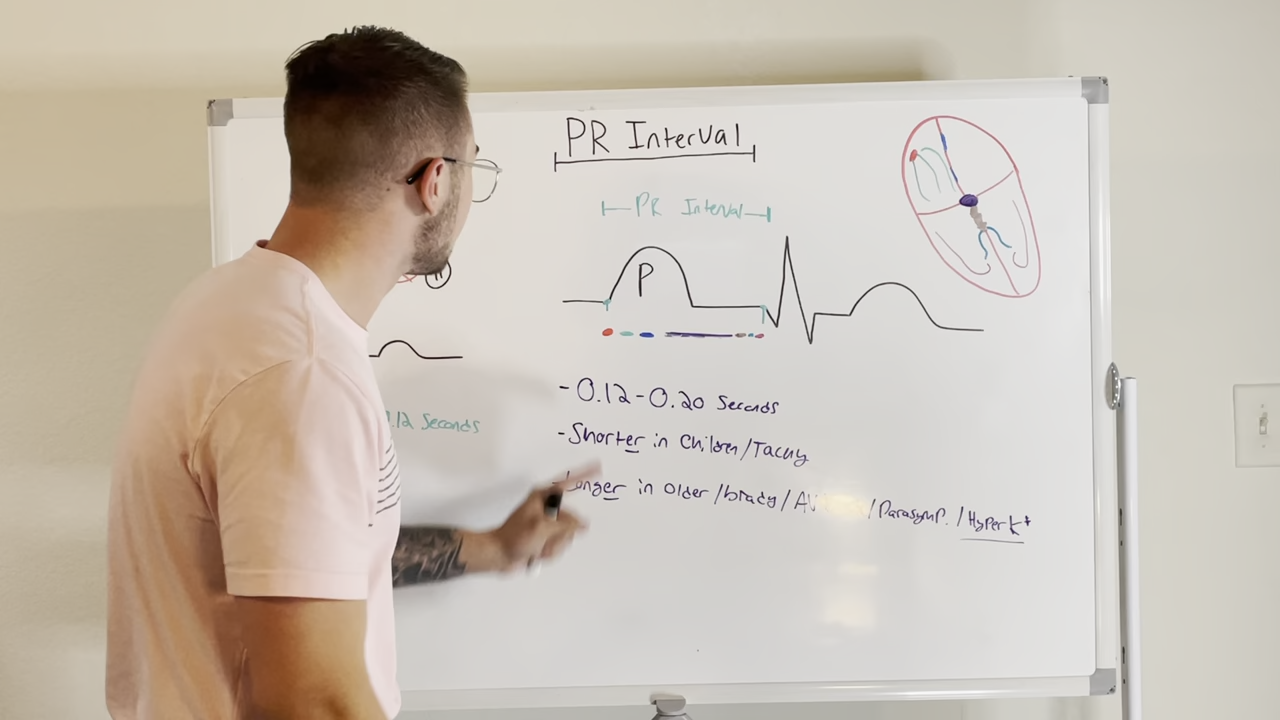 PR Interval
PR Interval
P
.12 Seconds
- 0.12-0.20 Seconds
- Shorter in Children/Tachy
- Longer in older/brady/AV /Parasymp. /HyperK+